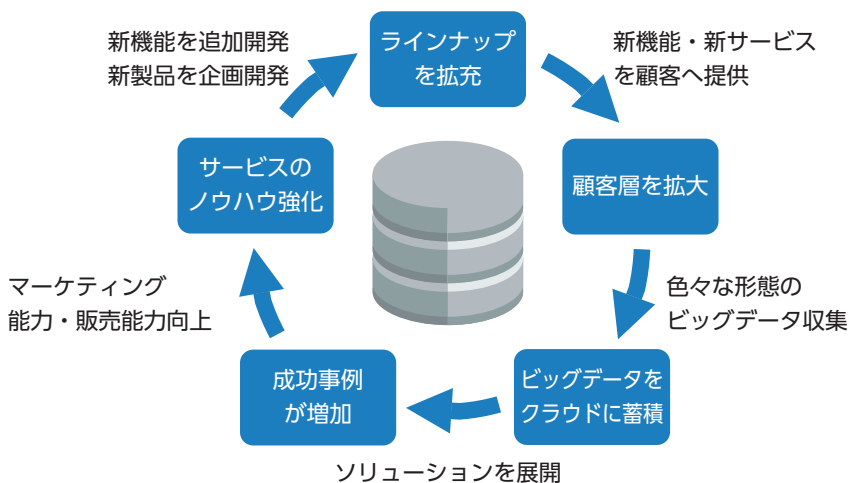 新機能を追加開発
新製品を企画開発
ラインナップ
を拡充
新機能・新サービス
を顧客へ提供
サービスの
ノウハウ強化
顧客層を拡大
マーケティング
能力・販売能力向上
色々な形態の
ビッグデータ収集
成功事例
が増加
ビッグデータを
クラウドに蓄積
ソリューションを展開